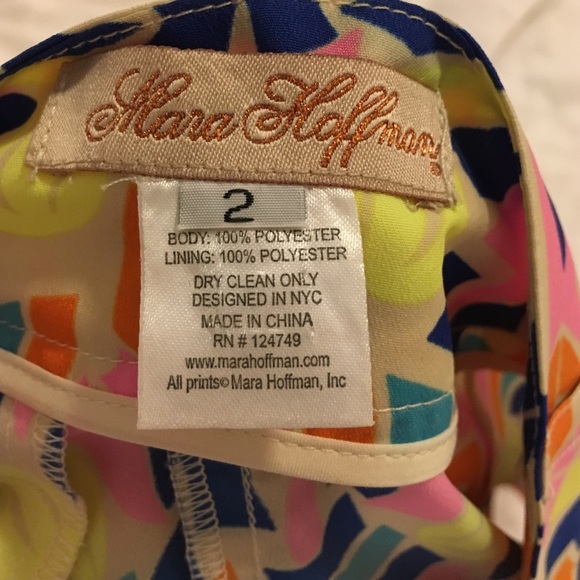 Mara Hoffman
2
BODY: 100% POLYESTER
LINING: 100% POLYESTER
DRY CLEAN ONLY
DESIGNED IN NYC
MADE IN CHINA
RN # 124749
www.marahoffman.com
All prints©Mara Hoffman, Inc